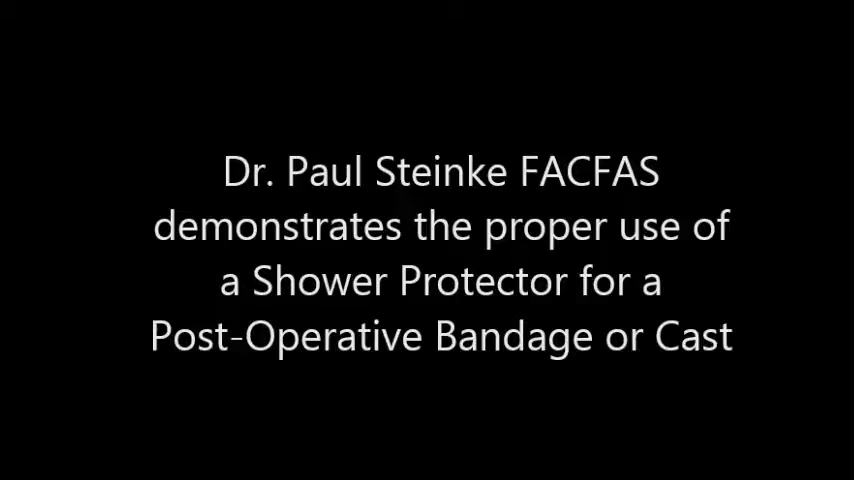 Dr. Paul Steinke FACFAS
demonstrates the proper use of
a Shower Protector for a
Post-Operative Bandage or Cast